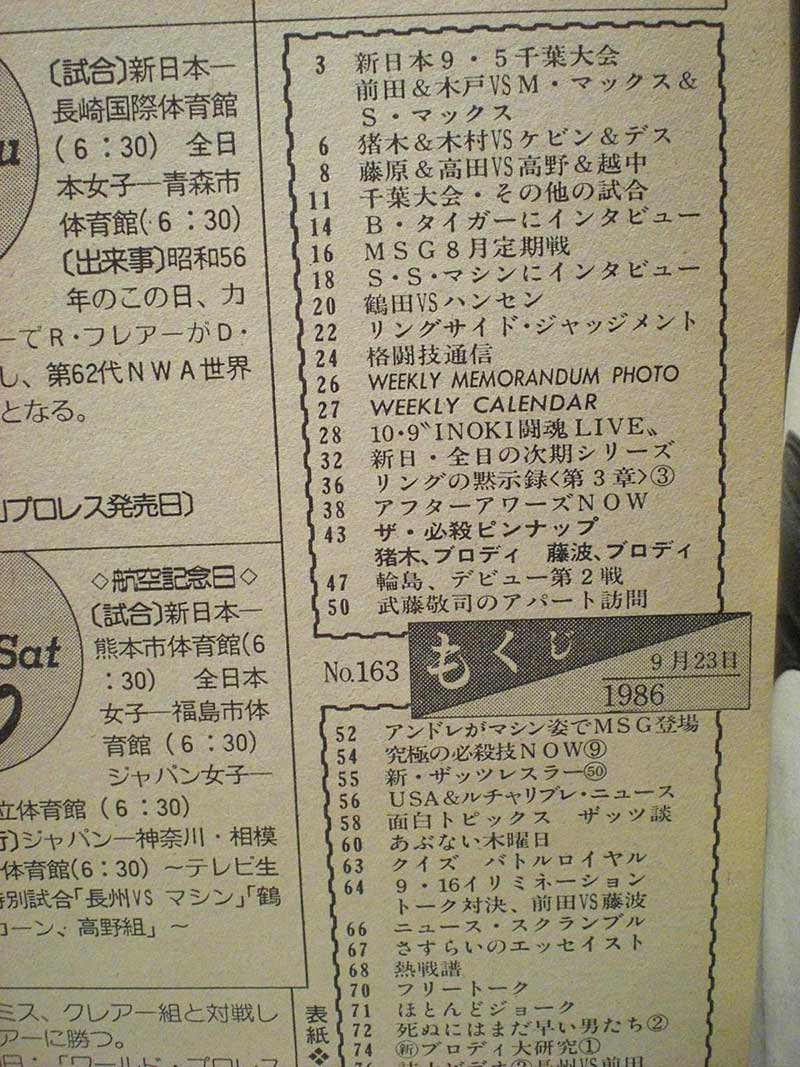 u
〔試合〕新日本―
長崎国際体育館
(6：30) 全日
本女子―青森市
体育館(6：30)
〔出来事〕昭和56
年のこの日、カ
ーでR・フレアーがD・
し、第62代NWA世界
となる。
プロレス発売日〕
Sat
◇航空記念日◇
〔試合〕新日本―
熊本市体育館(6
：30) 全日本
女子―福島市体
育館(6：30)
ジャパン女子―
立体育館(6：30)
ジャパン―神奈川・相模
体育館(6：30)～テレビ生
特別試合「長州VS マシン」「鶴
コーン、高野組」～
ミス、クレアー組と対戦し
アーに勝つ。
「ワールド・プロレス
3 新日本9・5千葉大会
前田&木戸VSM・マックス&
S・マックス
6 猪木&木村VSケビン&デス
8 藤原&高田VS高野&越中
11 千葉大会・その他の試合
14 B・タイガーにインタビュー
16 MSG8月定期戦
18 S・S・マシンにインタビュー
20 鶴田VSハンセン
22 リングサイド・ジャッジメント
24 格闘技通信
26 WEEKLY MEMORANDUM PHOTO
27 WEEKLY CALENDAR
28 10・9〝INOKI闘魂LIVE〟
32 新日・全日の次期シリーズ
36 リングの黙示録<第3章>③
38 アフターアワーズNOW
43 ザ・必殺ピンナップ
猪木、ブロディ 藤波、ブロディ
47 輪島、デビュー第2戦
50 武藤敬司のアパート訪問
No.163 もくじ 9月23日
1986
52 アンドレがマシン姿でMSG登場
54 究極の必殺技NOW⑨
55 新・ザッツレスラー㊿
56 USA&ルチャリブレ・ニュース
58 面白トピックス ザッツ談
60 あぶない木曜日
63 クイズ バトルロイヤル
64 9・16イリミネーション
トーク対決、前田VS藤波
66 ニュース・スクランブル
67 さすらいのエッセイスト
68 熱戦譜
70 フリートーク
71 ほとんどジョーク
72 死ぬにはまだ早い男たち②
74 ㊟ブロディ大研究①
表紙❖